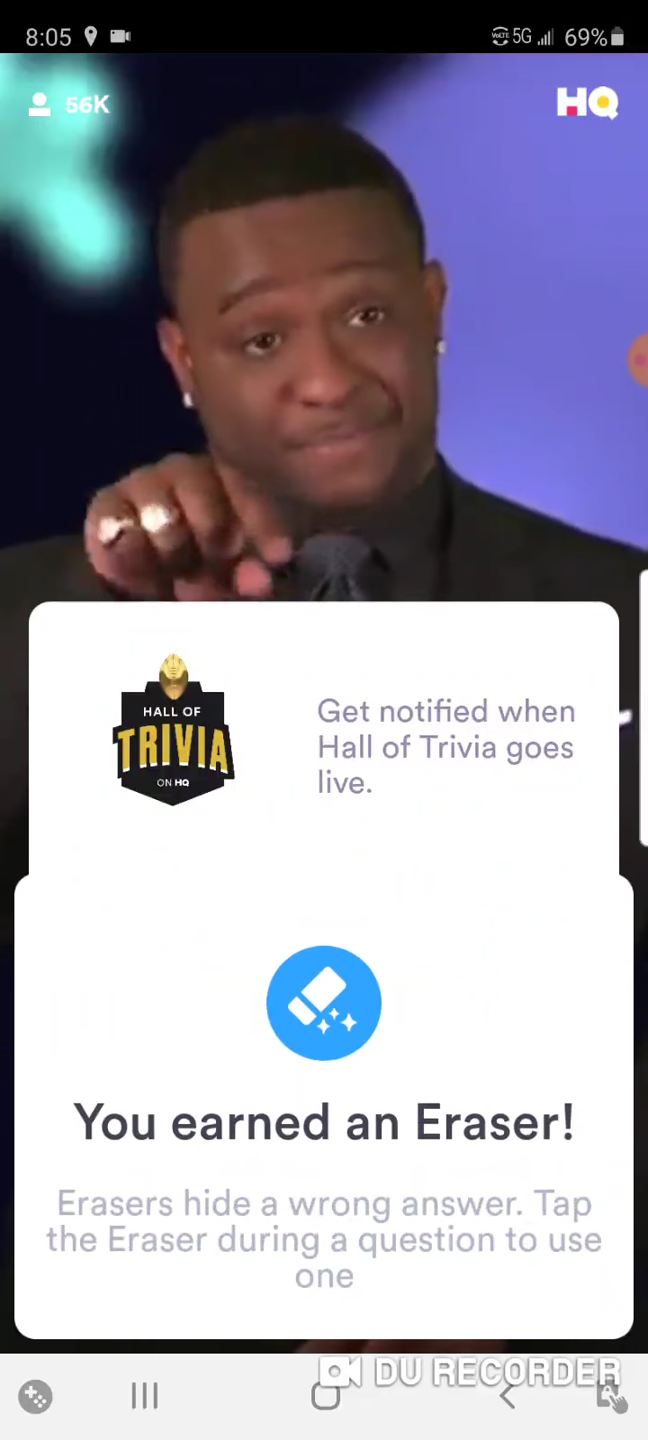 8:05 VoLTE 5G 69%
56K HQ
HALL OF
TRIVIA
ON HQ
Get notified when
Hall of Trivia goes
live.
You earned an Eraser!
Erasers hide a wrong answer. Tap
the Eraser during a question to use
one
DU RECORDER